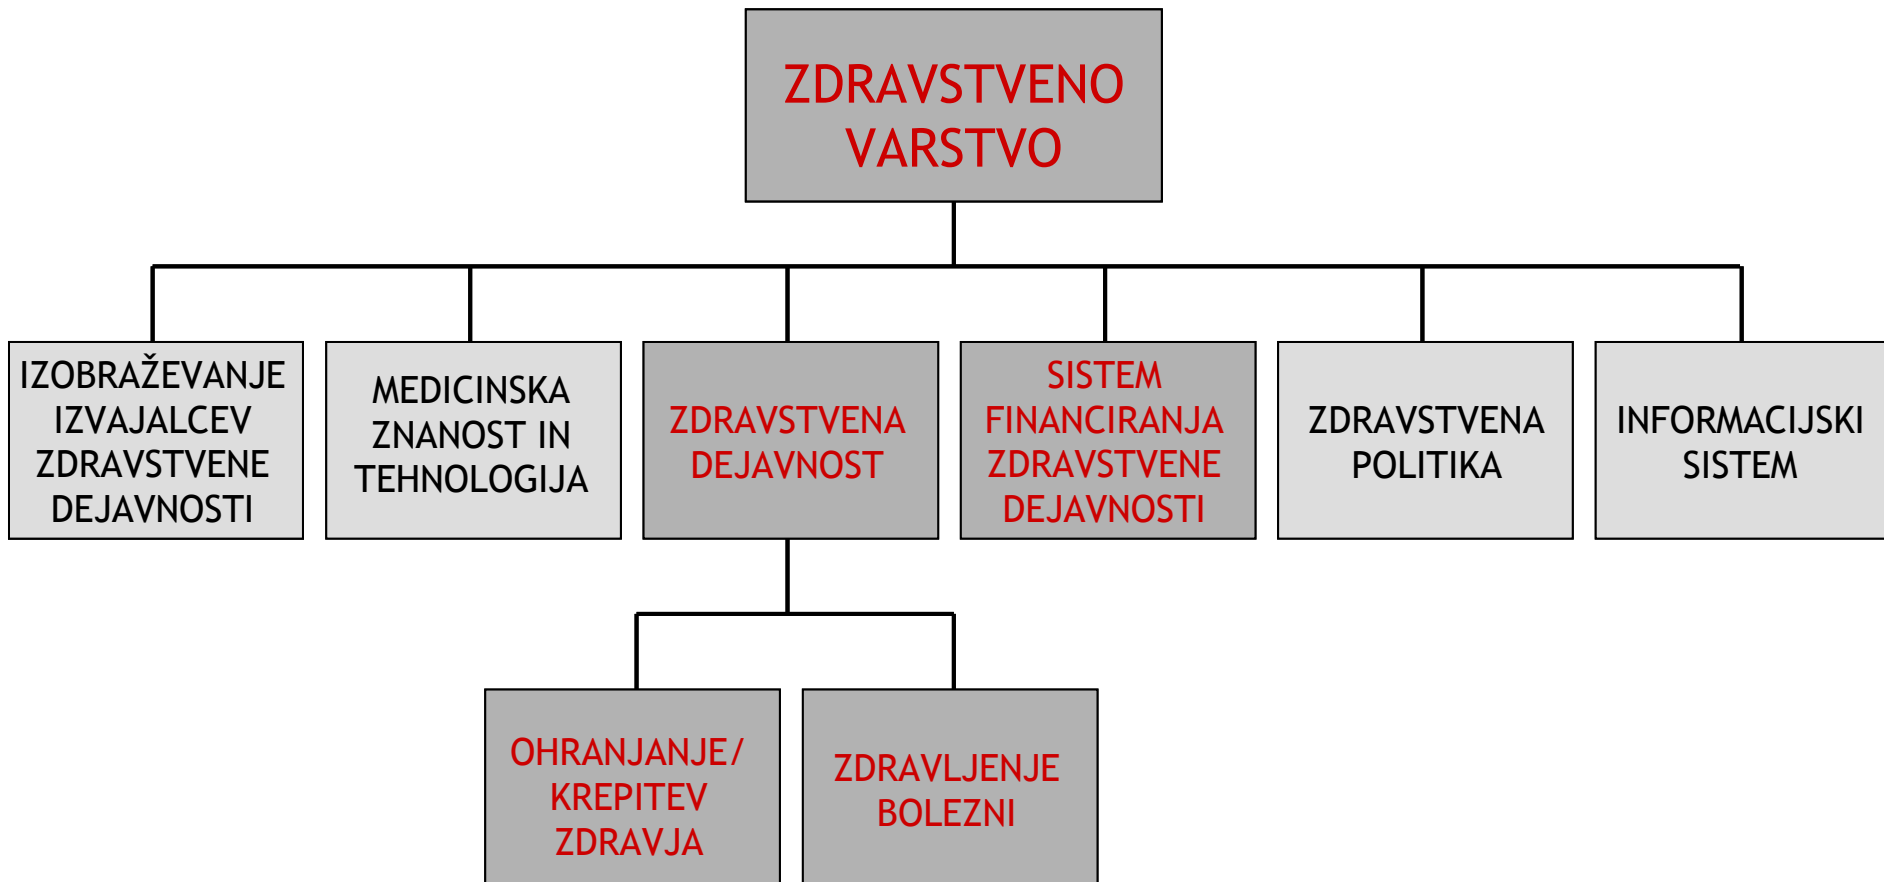 ZDRAVSTVENO
VARSTVO
IZOBRAŽEVANJE
IZVAJALCEV
ZDRAVSTVENE
DEJAVNOSTI
MEDICINSKA
ZNANOST IN
TEHNOLOGIJA
ZDRAVSTVENA
DEJAVNOST
SISTEM
FINANCIRANJA
ZDRAVSTVENE
DEJAVNOSTI
ZDRAVSTVENA
POLITIKA
INFORMACIJSKI
SISTEM
OHRANJANJE/
KREPITEV
ZDRAVJA
ZDRAVLJENJE
BOLEZNI